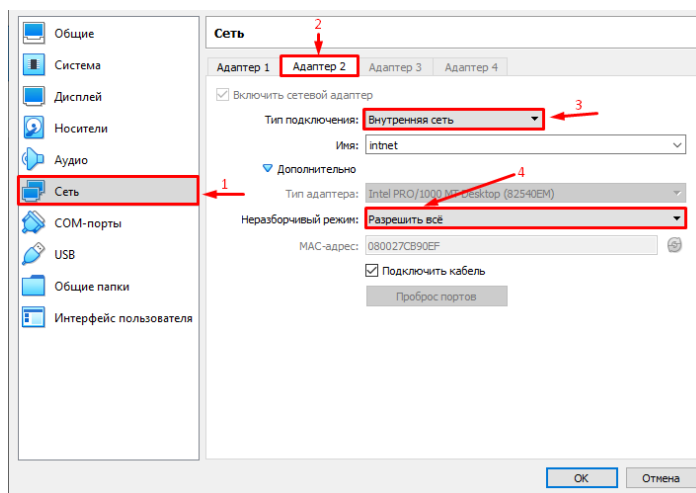 Общие
Система
Дисплей
Носители
Аудио
Сеть
COM-порты
USB
Общие папки
Интерфейс пользователя
1
Сеть
2
Адаптер 1 Адаптер 2 Адаптер 3 Адаптер 4
Включить сетевой адаптер
3
Тип подключения: Внутренняя сеть
Имя: intnet
Дополнительно
4
Тип адаптера: Intel PRO/1000 MT Desktop (82540EM)
Неразборчивый режим: Разрешить всё
MAC-адрес: 080027CB90EF
Подключить кабель
Проброс портов
OK Отмена